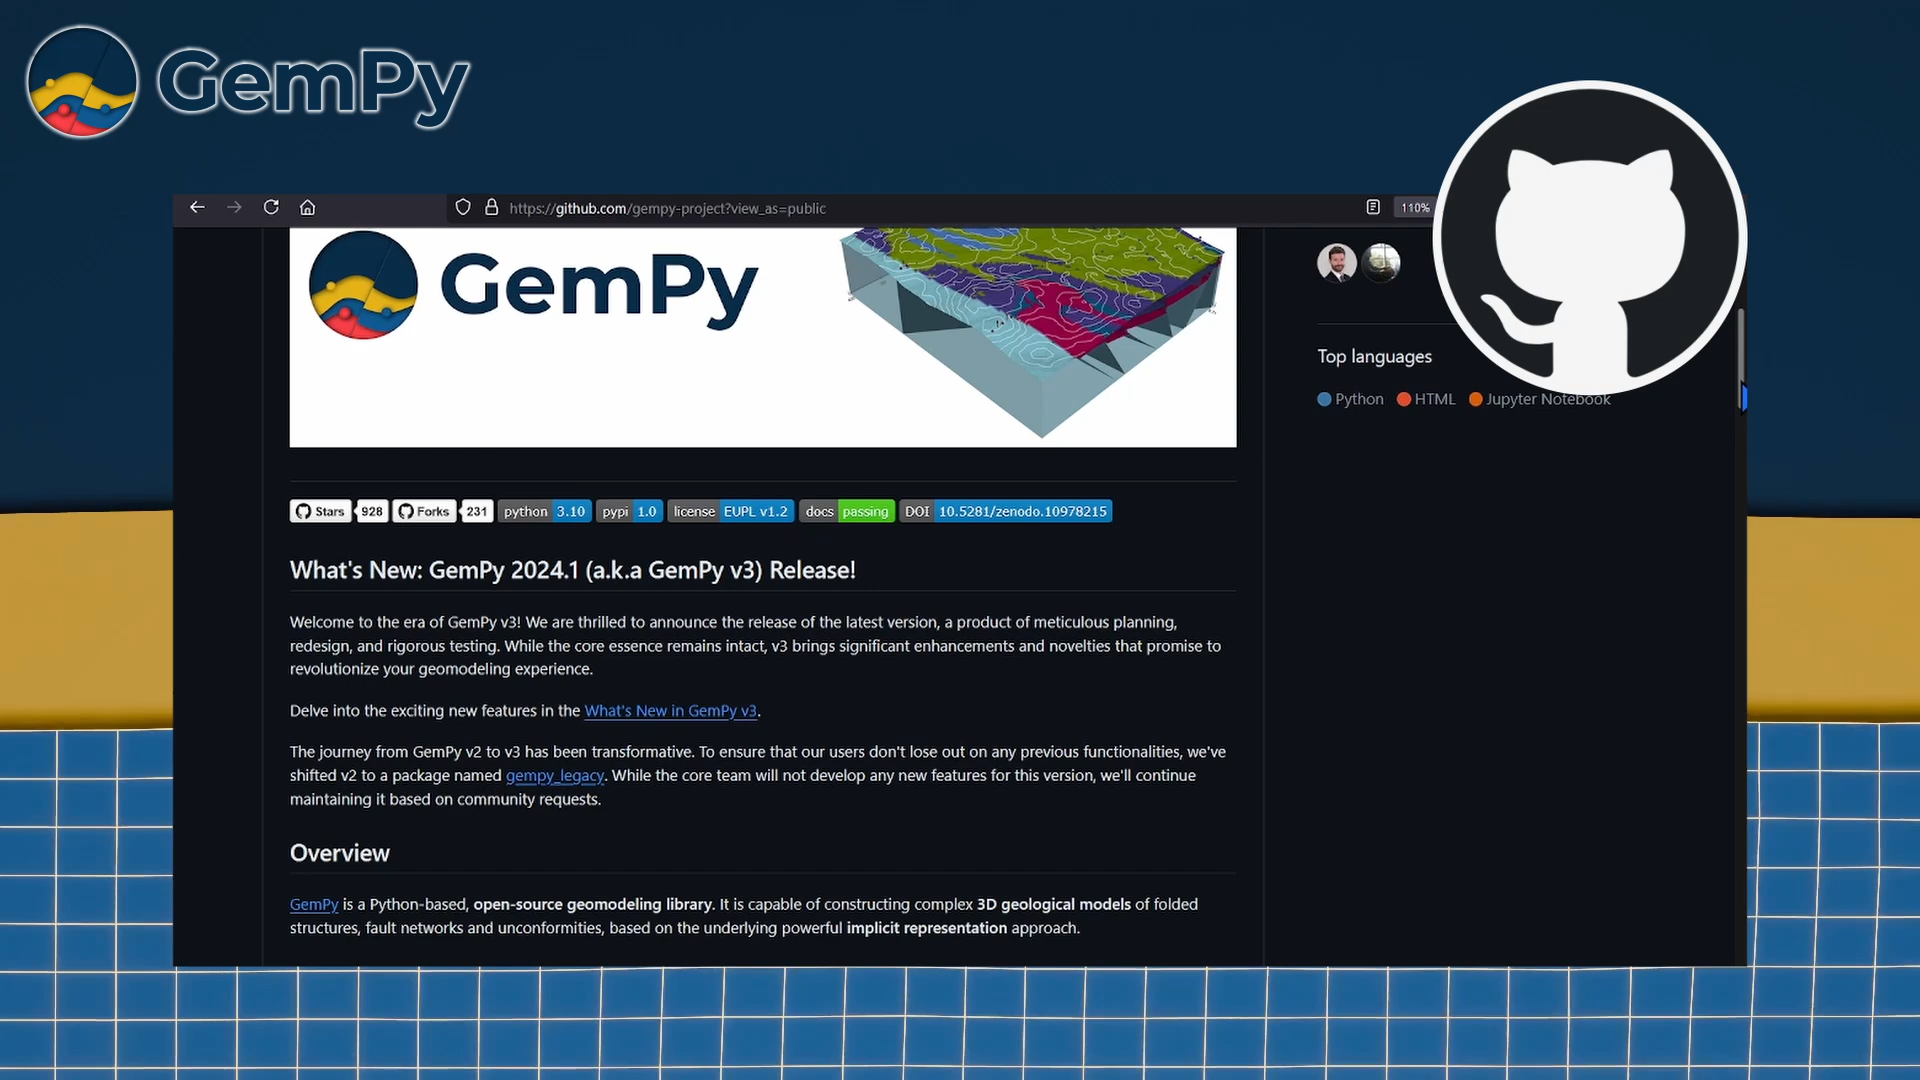 GemPy
https://github.com/gempy-project?view_as=public
110%
GemPy
Top languages
Python HTML Jupyter Notebook
Stars 928 Forks 231 python 3.10 pypi 1.0 license EUPL v1.2 docs passing DOI 10.5281/zenodo.10978215
What's New: GemPy 2024.1 (a.k.a GemPy v3) Release!
Welcome to the era of GemPy v3! We are thrilled to announce the release of the latest version, a product of meticulous planning,
redesign, and rigorous testing. While the core essence remains intact, v3 brings significant enhancements and novelties that promise to
revolutionize your geomodeling experience.
Delve into the exciting new features in the What's New in GemPy v3.
The journey from GemPy v2 to v3 has been transformative. To ensure that our users don't lose out on any previous functionalities, we've
shifted v2 to a package named gempy_legacy. While the core team will not develop any new features for this version, we'll continue
maintaining it based on community requests.
Overview
GemPy is a Python-based, open-source geomodeling library. It is capable of constructing complex 3D geological models of folded
structures, fault networks and unconformities, based on the underlying powerful implicit representation approach.